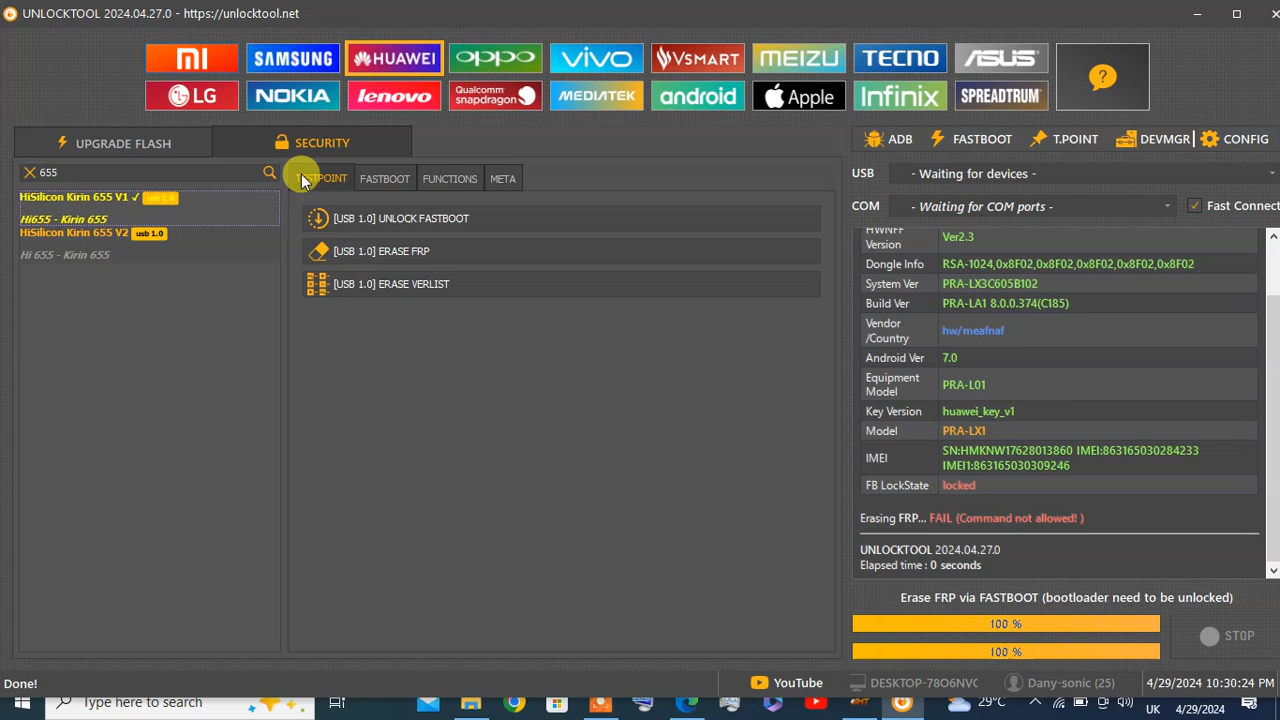 UNLOCKTOOL 2024.04.27.0 - https://unlocktool.net
MI SAMSUNG HUAWEI OPPO vivo VSMART MEIZU TECNO ASUS ?
LG NOKIA lenovo Qualcomm snapdragon MEDIATEK android Apple Infinix SPREADTRUM
UPGRADE FLASH SECURITY
655
HiSilicon Kirin 655 V1 ✓ usb 1.0
Hi655 - Kirin 655
HiSilicon Kirin 655 V2 usb 1.0
Hi 655 - Kirin 655
TESTPOINT FASTBOOT FUNCTIONS META
[USB 1.0] UNLOCK FASTBOOT
[USB 1.0] ERASE FRP
[USB 1.0] ERASE VERLIST
ADB FASTBOOT T.POINT DEVMGR CONFIG
USB - Waiting for devices -
COM - Waiting for COM ports - Fast Connect
HWNFF
Version Ver2.3
Dongle Info RSA-1024,0x8F02,0x8F02,0x8F02,0x8F02
System Ver PRA-LX3C605B102
Build Ver PRA-LA1 8.0.0.374(C185)
Vendor
/Country hw/meafnaf
Android Ver 7.0
Equipment
Model PRA-L01
Key Version huawei_key_v1
Model PRA-LX1
IMEI SN:HMKNW17628013860 IMEI:863165030284233
IMEI1:863165030309246
FB LockState locked
Erasing FRP... FAIL (Command not allowed! )
UNLOCKTOOL 2024.04.27.0
Elapsed time : 0 seconds
Erase FRP via FASTBOOT (bootloader need to be unlocked)
100 %
100 %
STOP
Done! YouTube DESKTOP-78O6NVC Dany-sonic (25) 4/29/2024 10:30:24 PM
Type here to search 29°C UK 4/29/2024